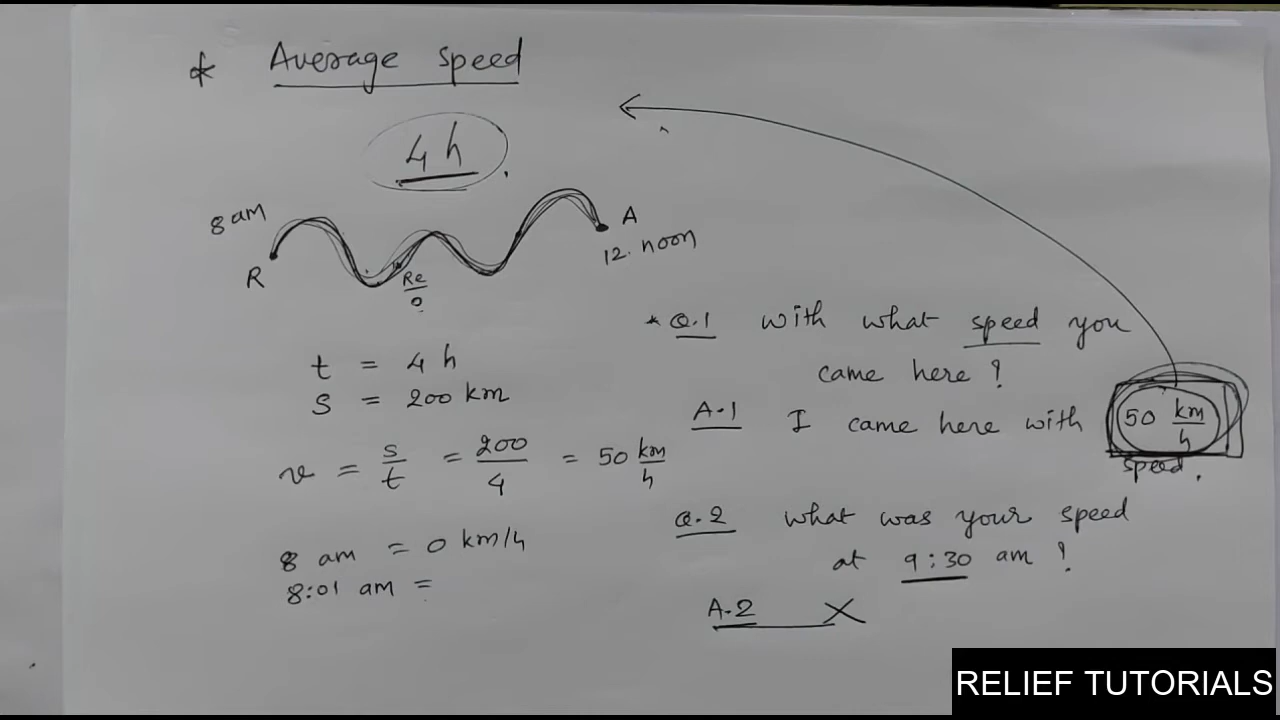 * Average speed
4 h.
8 am
R
Re
0
A
12. noon
t = 4 h
S = 200 km
v = s/t = 200/4 = 50 km/h
8 am = 0 km/h
8:01 am =
* Q.1 with what speed you
came here ?
A.1 I came here with 50 km/h
speed.
Q.2 what was your speed
at 9:30 am ?
A.2 X
RELIEF TUTORIALS